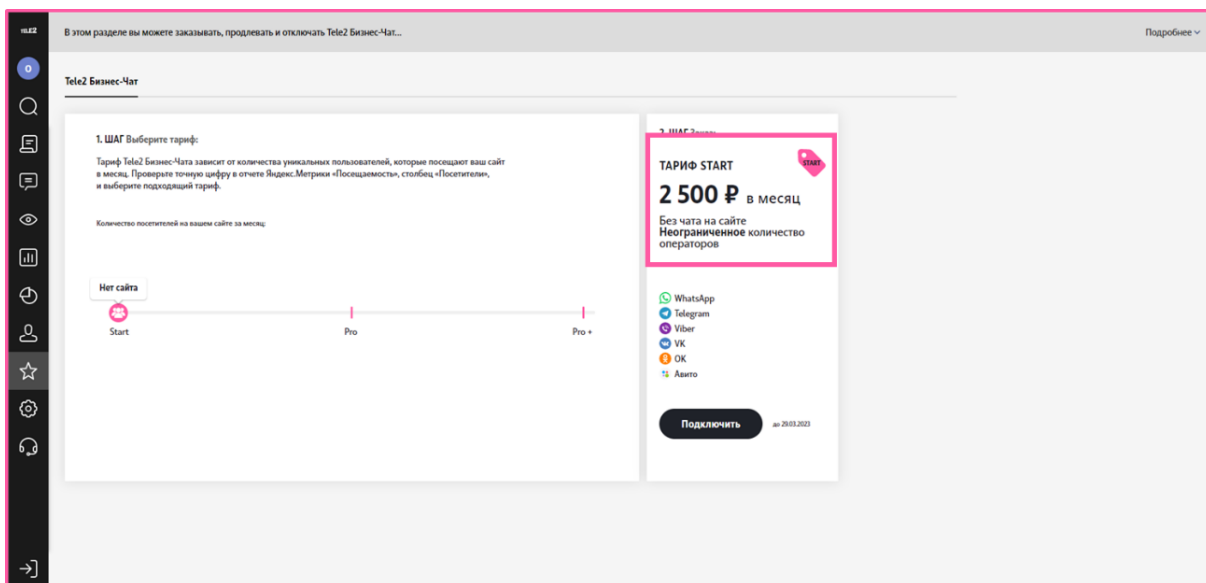 TELE2
В этом разделе вы можете заказывать, продлевать и отключать Tele2 Бизнес-Чат...
Подробнее
O
Tele2 Бизнес-Чат
1. ШАГ Выберите тариф:
Тариф Tele2 Бизнес-Чата зависит от количества уникальных пользователей, которые посещают ваш сайт
в месяц. Проверьте точную цифру в отчете Яндекс.Метрики «Посещаемость», столбец «Посетители»,
и выберите подходящий тариф.
Количество посетителей на вашем сайте за месяц:
Нет сайта
Start
Pro
Pro +
2. ШАГ
ТАРИФ START
START
2 500 ₽ в месяц
Без чата на сайте
Неограниченное количество
операторов
WhatsApp
Telegram
Viber
VK
OK
Авито
Подключить
до 29.03.2023